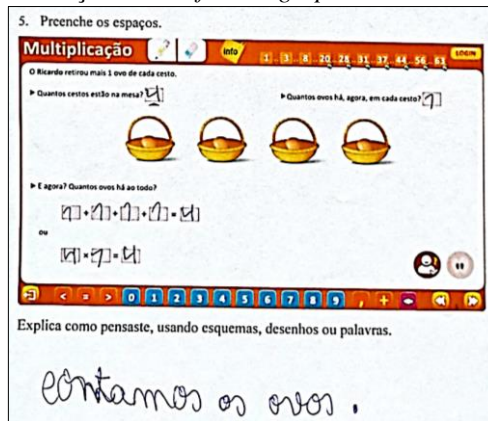 5. Preenche os espaços.
Multiplicação info 1 3 8 20 28 31 37 44 56 63 LOGIN
O Ricardo retirou mais 1 ovo de cada cesto.
Quantos cestos estão na mesa? [4] Quantos ovos há, agora, em cada cesto? [1]
E agora? Quantos ovos há ao todo?
[1]+[1]+[1]+[1]=[4]
ou
[4]×[1]=[4]
< = > 0 1 2 3 4 5 6 7 8 9 , + -
Explica como pensaste, usando esquemas, desenhos ou palavras.
contamos os ovos.